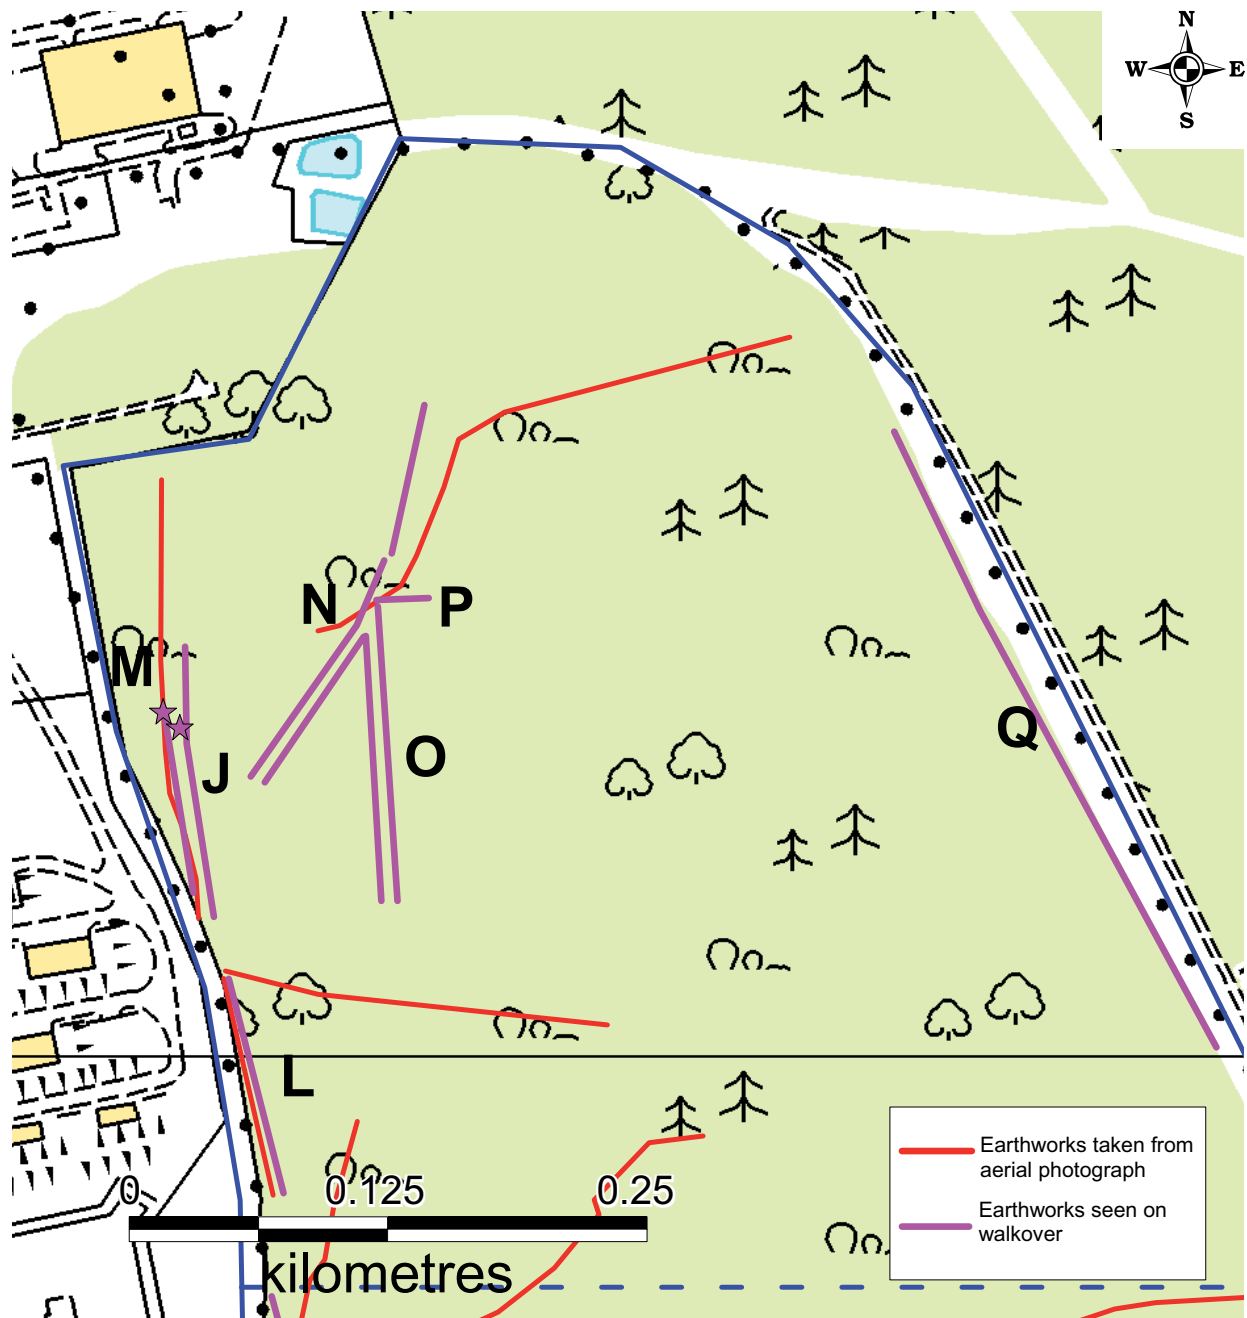 N
W E
S
N
P
M
J
O
Q
L
Earthworks taken from
aerial photograph
Earthworks seen on
walkover
0 0.125 0.25
kilometres